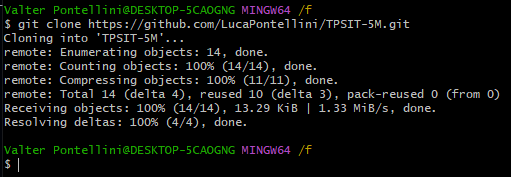 Valter Pontellini@DESKTOP-5CAOGNG MINGW64 /f
$ git clone https://github.com/LucaPontellini/TPSIT-5M.git
Cloning into 'TPSIT-5M'...
remote: Enumerating objects: 14, done.
remote: Counting objects: 100% (14/14), done.
remote: Compressing objects: 100% (11/11), done.
remote: Total 14 (delta 4), reused 10 (delta 3), pack-reused 0 (from 0)
Receiving objects: 100% (14/14), 13.29 KiB | 1.33 MiB/s, done.
Resolving deltas: 100% (4/4), done.
Valter Pontellini@DESKTOP-5CAOGNG MINGW64 /f
$